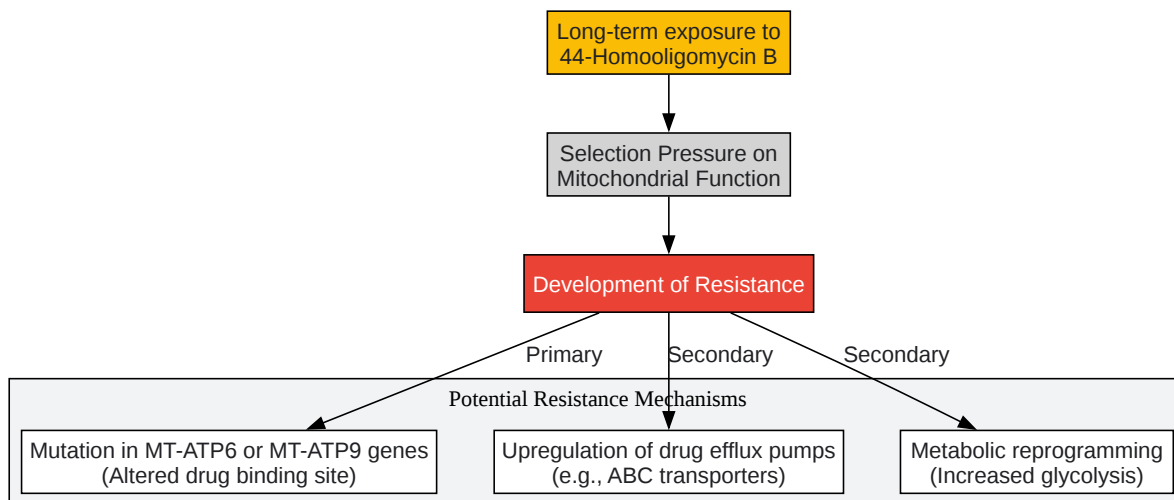 Long-term exposure to
44-Homooligomycin B
Selection Pressure on
Mitochondrial Function
Development of Resistance
Primary
Secondary
Secondary
Potential Resistance Mechanisms
Mutation in MT-ATP6 or MT-ATP9 genes
(Altered drug binding site)
Upregulation of drug efflux pumps
(e.g., ABC transporters)
Metabolic reprogramming
(Increased glycolysis)